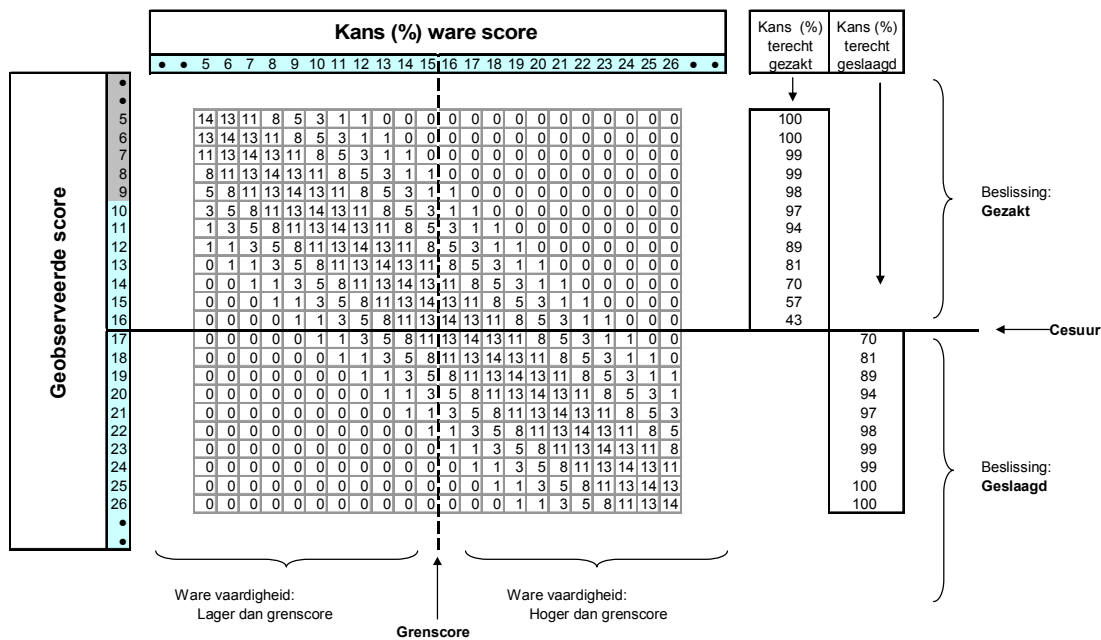 Kans (%) ware score
Kans (%) terecht gezakt
Kans (%) terecht geslaagd
• • 5 6 7 8 9 10 11 12 13 14 15 16 17 18 19 20 21 22 23 24 25 26 • •
Geobserveerde score
•
•
5 14 13 11 8 5 3 1 1 0 0 0 0 0 0 0 0 0 0 0 0 0 0 100
6 13 14 13 11 8 5 3 1 1 0 0 0 0 0 0 0 0 0 0 0 0 0 100
7 11 13 14 13 11 8 5 3 1 1 0 0 0 0 0 0 0 0 0 0 0 0 99
8 8 11 13 14 13 11 8 5 3 1 1 0 0 0 0 0 0 0 0 0 0 0 99
9 5 8 11 13 14 13 11 8 5 3 1 1 0 0 0 0 0 0 0 0 0 0 98
10 3 5 8 11 13 14 13 11 8 5 3 1 1 0 0 0 0 0 0 0 0 0 97
11 1 3 5 8 11 13 14 13 11 8 5 3 1 1 0 0 0 0 0 0 0 0 94
12 1 1 3 5 8 11 13 14 13 11 8 5 3 1 1 0 0 0 0 0 0 0 89
13 0 1 1 3 5 8 11 13 14 13 11 8 5 3 1 1 0 0 0 0 0 0 81
14 0 0 1 1 3 5 8 11 13 14 13 11 8 5 3 1 1 0 0 0 0 0 70
15 0 0 0 1 1 3 5 8 11 13 14 13 11 8 5 3 1 1 0 0 0 0 57
16 0 0 0 0 1 1 3 5 8 11 13 14 13 11 8 5 3 1 1 0 0 0 43
Beslissing:
Gezakt
Cesuur
17 0 0 0 0 0 1 1 3 5 8 11 13 14 13 11 8 5 3 1 1 0 0 70
18 0 0 0 0 0 0 1 1 3 5 8 11 13 14 13 11 8 5 3 1 1 0 81
19 0 0 0 0 0 0 0 1 1 3 5 8 11 13 14 13 11 8 5 3 1 1 89
20 0 0 0 0 0 0 0 0 1 1 3 5 8 11 13 14 13 11 8 5 3 1 94
21 0 0 0 0 0 0 0 0 0 1 1 3 5 8 11 13 14 13 11 8 5 3 97
22 0 0 0 0 0 0 0 0 0 0 1 1 3 5 8 11 13 14 13 11 8 5 98
23 0 0 0 0 0 0 0 0 0 0 0 1 1 3 5 8 11 13 14 13 11 8 99
24 0 0 0 0 0 0 0 0 0 0 0 0 1 1 3 5 8 11 13 14 13 11 99
25 0 0 0 0 0 0 0 0 0 0 0 0 0 1 1 3 5 8 11 13 14 13 100
26 0 0 0 0 0 0 0 0 0 0 0 0 0 0 1 1 3 5 8 11 13 14 100
•
•
Beslissing:
Geslaagd
Ware vaardigheid:
Lager dan grenscore
Ware vaardigheid:
Hoger dan grenscore
Grenscore